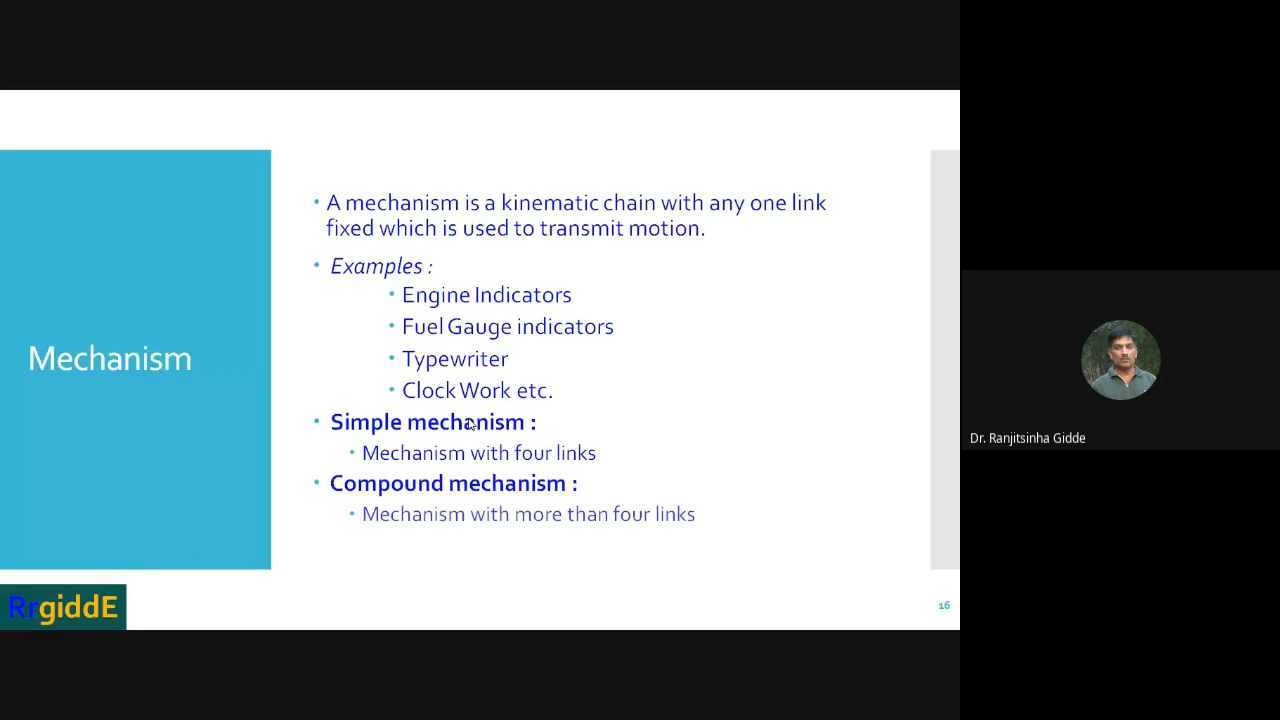 Mechanism
A mechanism is a kinematic chain with any one link
fixed which is used to transmit motion.
Examples :
Engine Indicators
Fuel Gauge indicators
Typewriter
Clock Work etc.
Simple mechanism :
Mechanism with four links
Compound mechanism :
Mechanism with more than four links
RrgiddE
16
Dr. Ranjitsinha Gidde